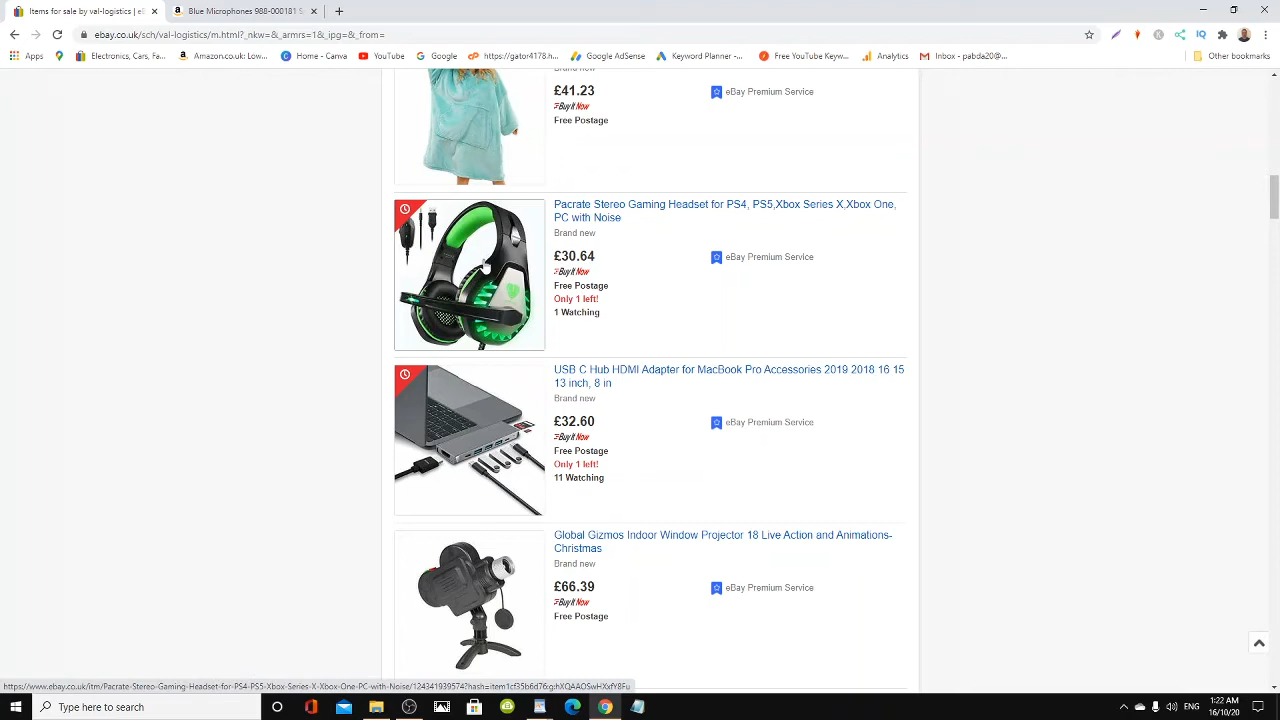 Items for sale by val-logistics | eB
Blue Microphones 988-000181 S
ebay.co.uk/sch/val-logistics/m.html?_nkw=&_armrs=1&_ipg=&_from=
Apps
Electronics, Cars, Fa...
Amazon.co.uk: Low...
Home - Canva
YouTube
Google
https://gator4178.h...
Google AdSense
Keyword Planner -...
Free YouTube Keyw...
Analytics
Inbox - pabda20@...
Other bookmarks
Brand new
£41.23
eBay Premium Service
Buy It Now
Free Postage
Pacrate Stereo Gaming Headset for PS4, PS5,Xbox Series X,Xbox One,
PC with Noise
Brand new
£30.64
eBay Premium Service
Buy It Now
Free Postage
Only 1 left!
1 Watching
USB C Hub HDMI Adapter for MacBook Pro Accessories 2019 2018 16 15
13 inch, 8 in
Brand new
£32.60
eBay Premium Service
Buy It Now
Free Postage
Only 1 left!
11 Watching
Global Gizmos Indoor Window Projector 18 Live Action and Animations-
Christmas
Brand new
£66.39
eBay Premium Service
Buy It Now
Free Postage
Type here to search
ENG
1:22 AM
16/10/20